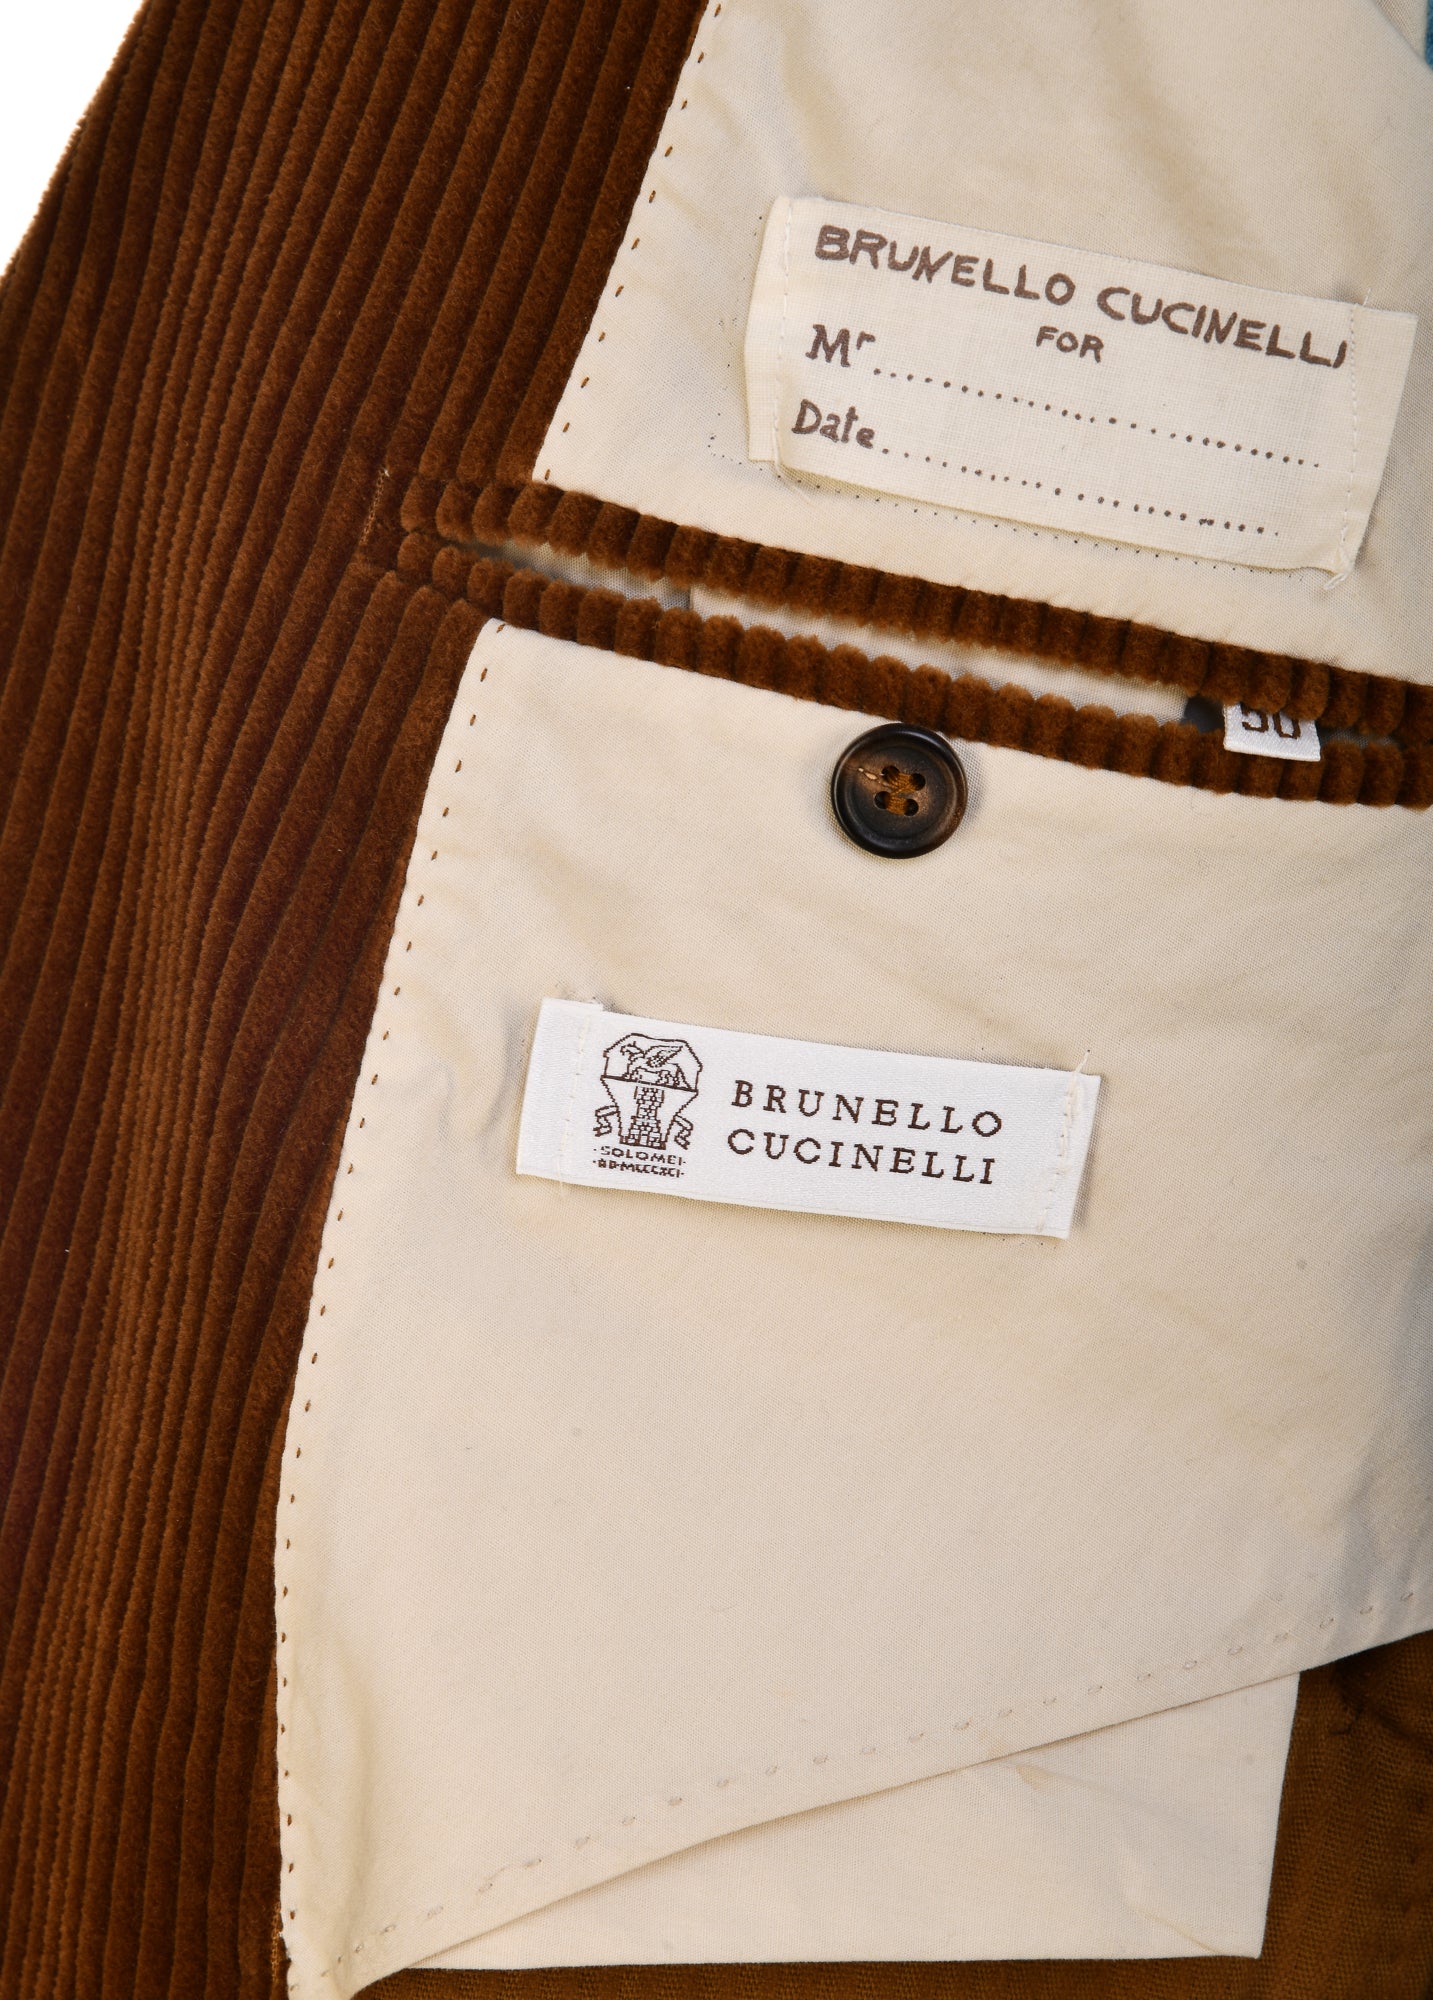 BRUNELLO CUCINELLI
FOR
Mr
Date
50
BRUNELLO
CUCINELLI
·SOLOMEI·